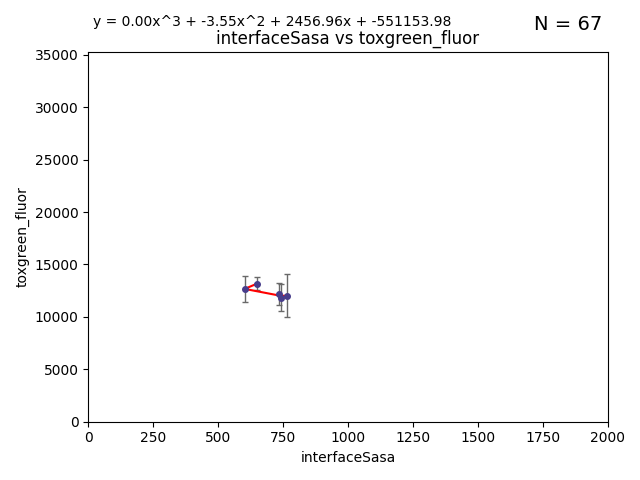 y = 0.00x^3 + -3.55x^2 + 2456.96x + -551153.98
N = 67
interfaceSasa vs toxgreen_fluor
35000
30000
25000
20000
15000
10000
5000
0
toxgreen_fluor
0 250 500 750 1000 1250 1500 1750 2000
interfaceSasa